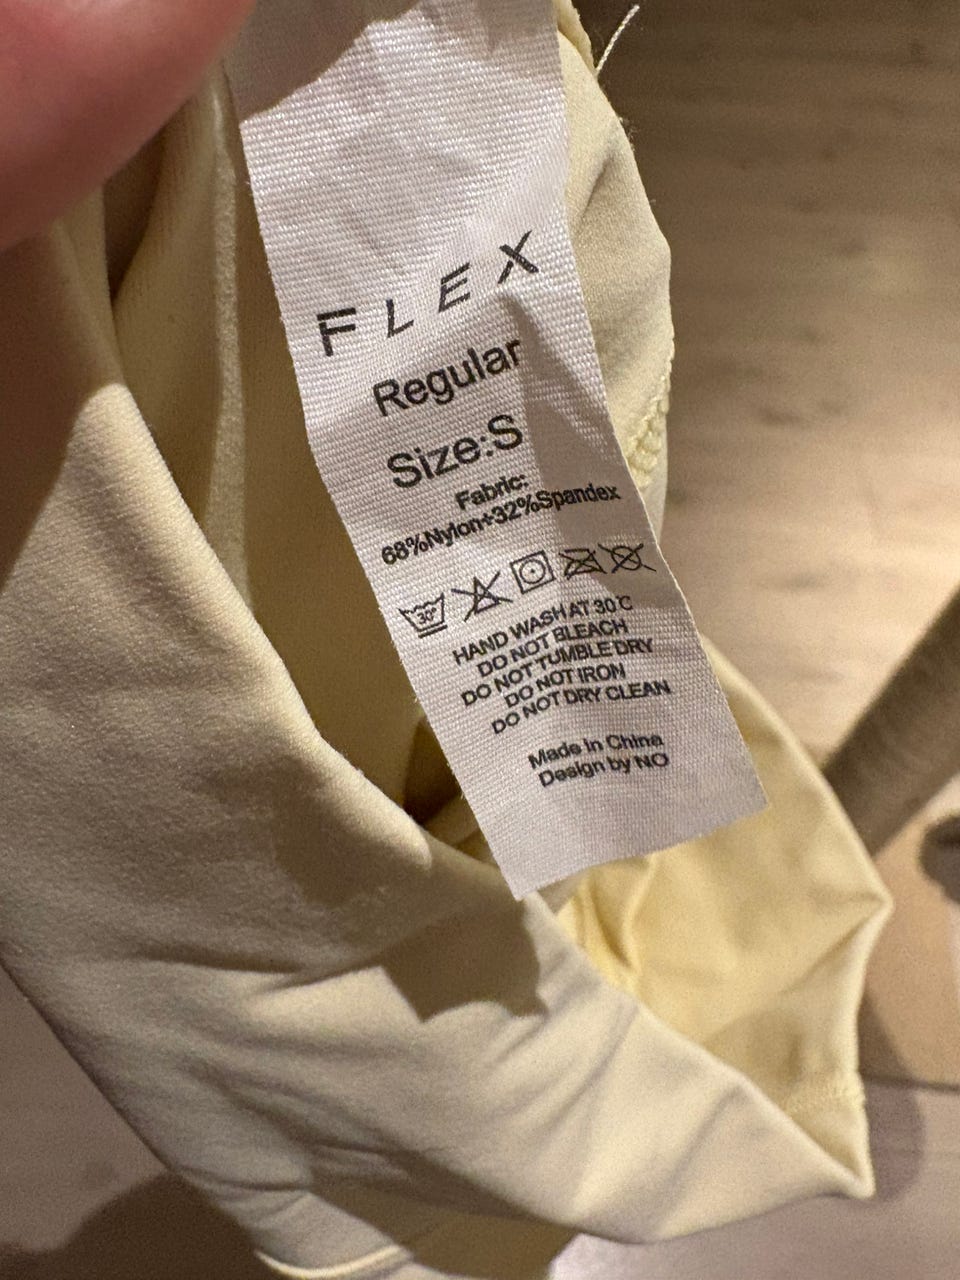 FLEX
Regular
Size:S
Fabric:
68%Nylon+32%Spandex
30°
HAND WASH AT 30℃
DO NOT BLEACH
DO NOT TUMBLE DRY
DO NOT IRON
DO NOT DRY CLEAN
Made in China
Design by NO